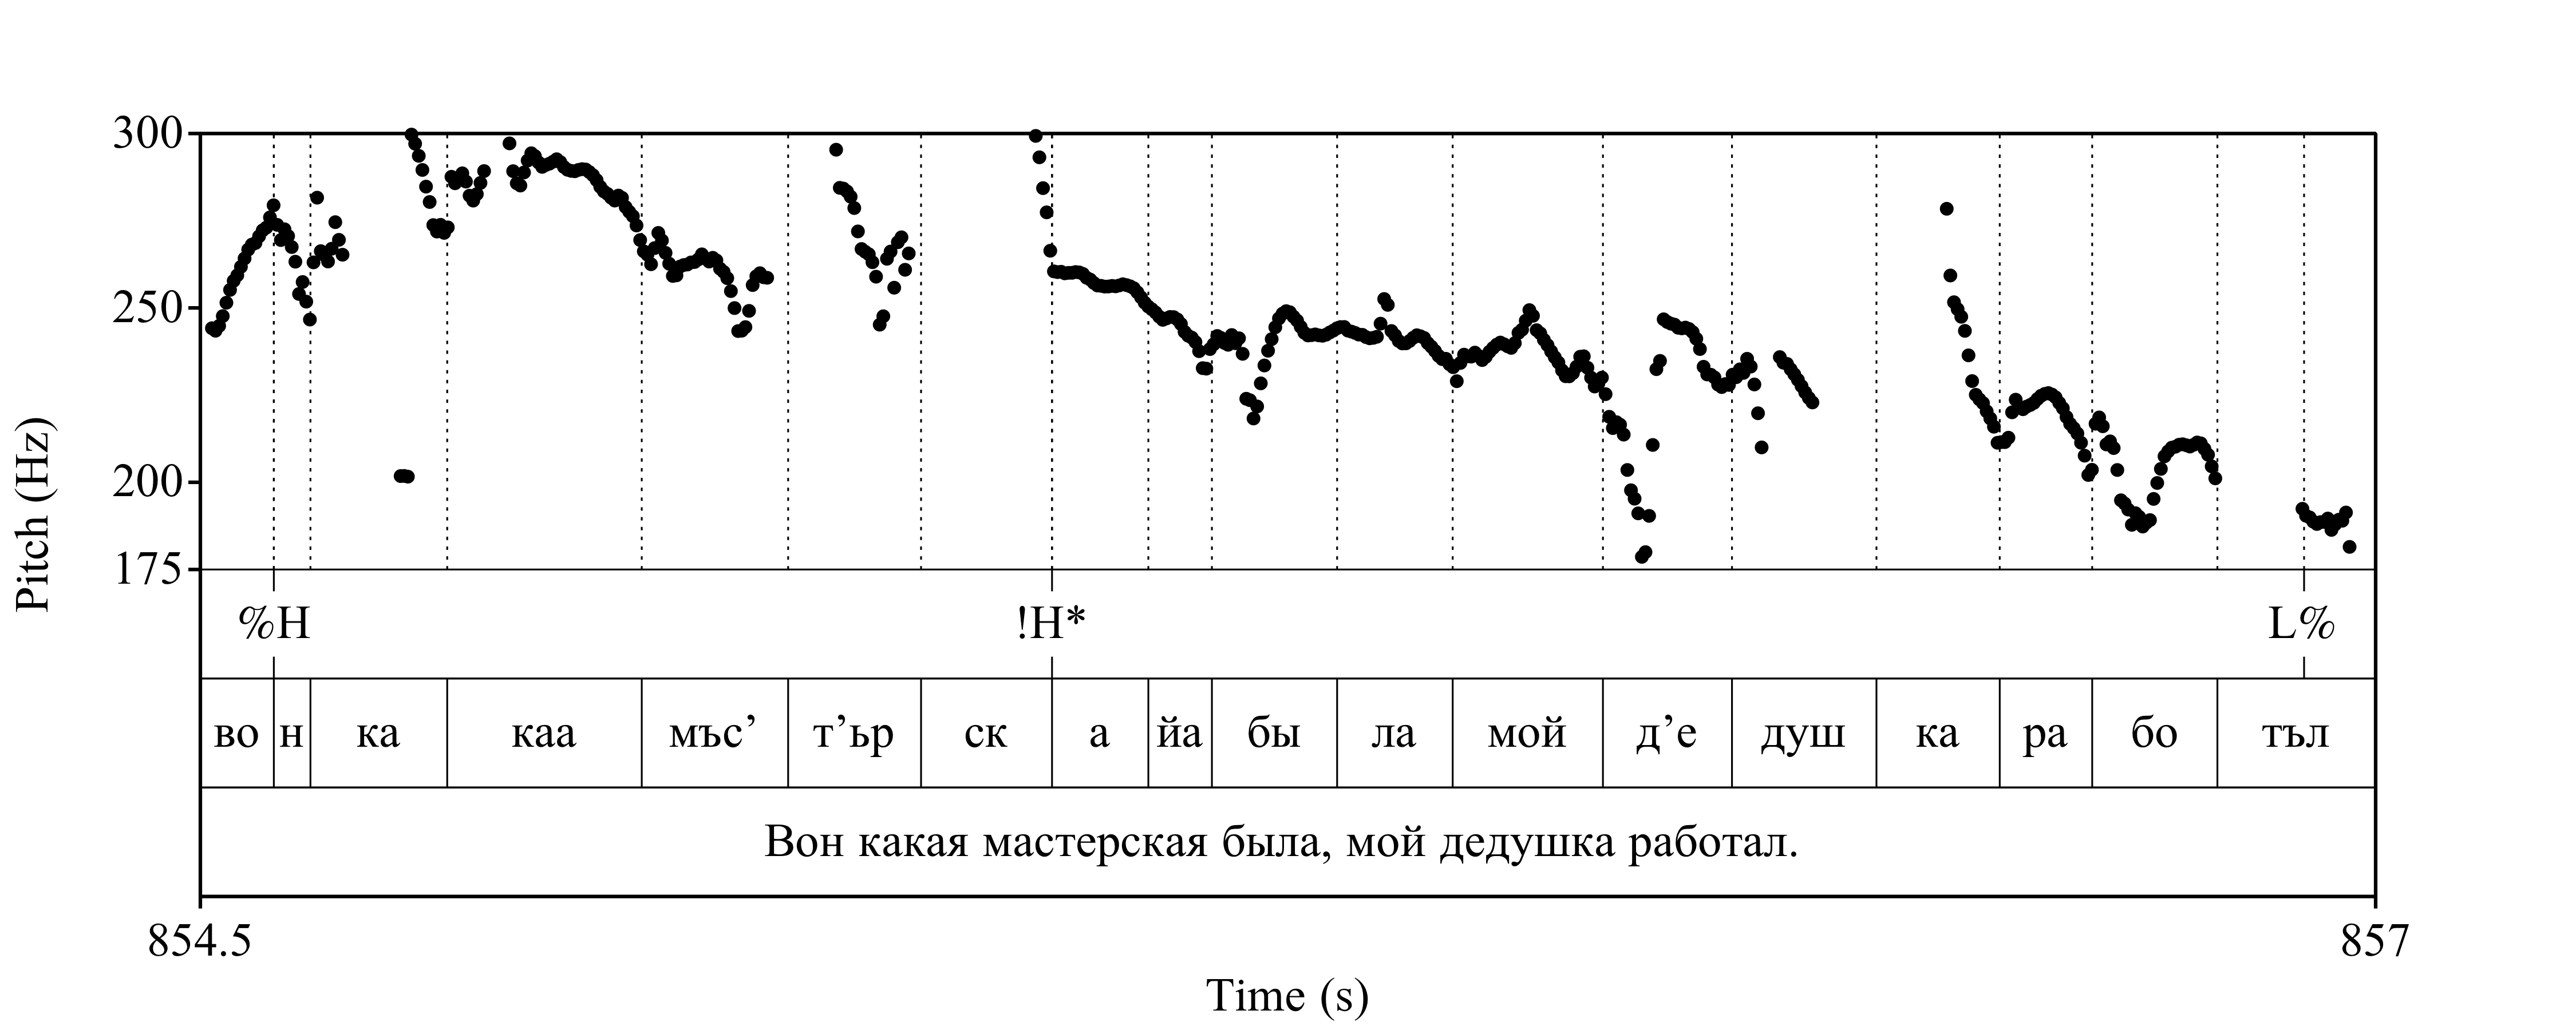 300
250
200
175
Pitch (Hz)
%H !H* L%
во н ка каа мъс’ т’ьр ск а йа бы ла мой д’е душ ка ра бо тъл
Вон какая мастерская была, мой дедушка работал.
854.5 857
Time (s)